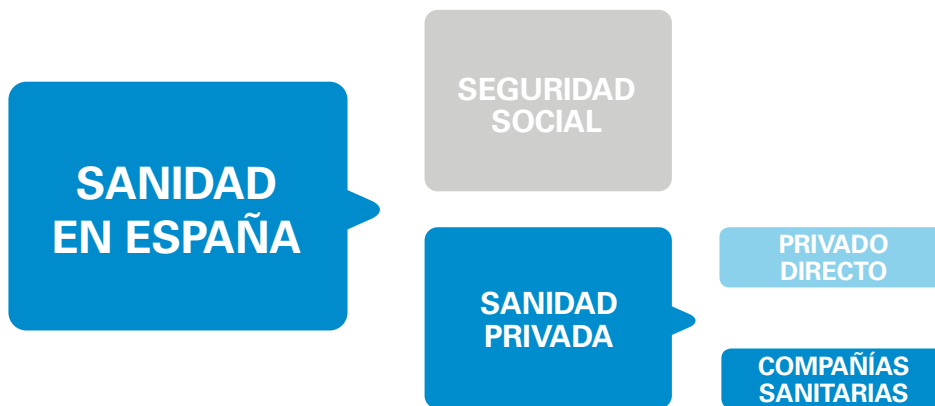 SANIDAD
EN ESPAÑA
SEGURIDAD
SOCIAL
SANIDAD
PRIVADA
PRIVADO
DIRECTO
COMPAÑÍAS
SANITARIAS